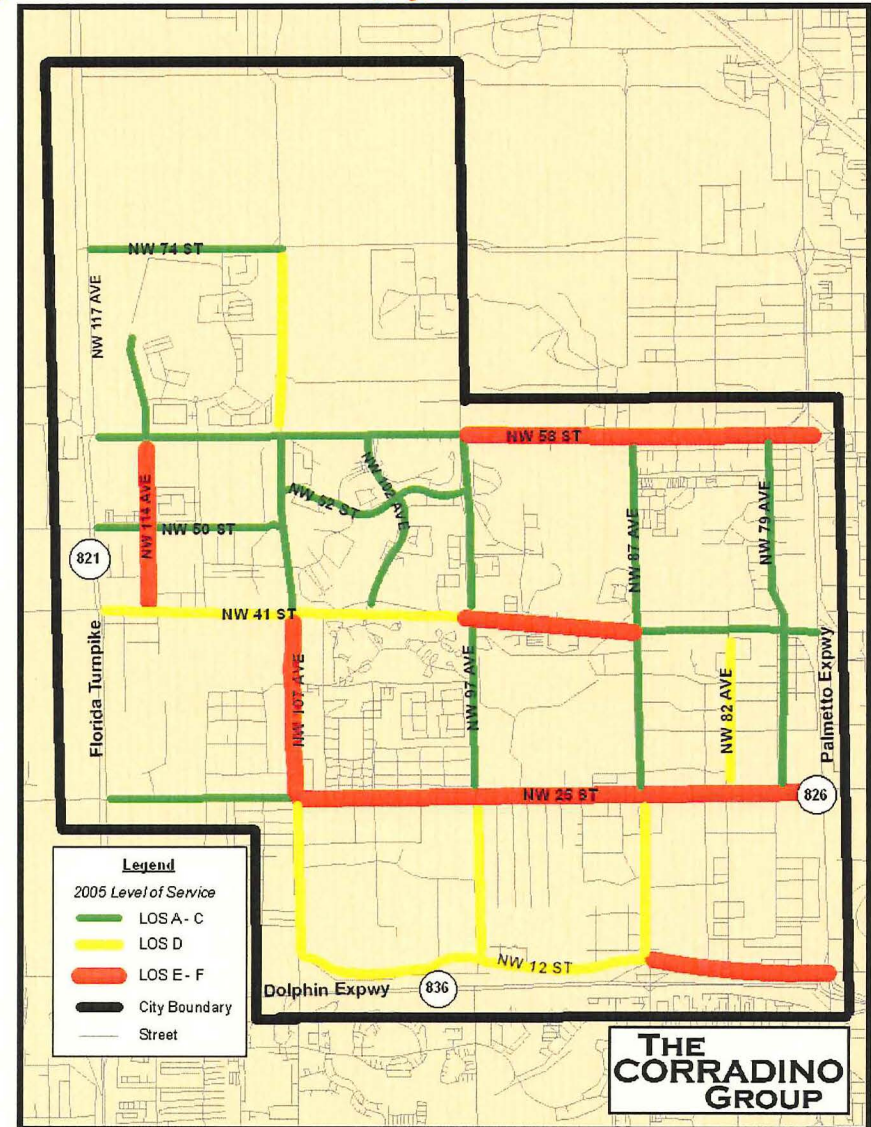 NW 74 ST
NW 117 AVE
NW 58 ST
NW 102 AVE
NW 52 ST
NW 114 AVE
NW 50 ST
NW 87 AVE
NW 79 AVE
821
NW 41 ST
Florida Turnpike
NW 107 AVE
NW 97 AVE
NW 82 AVE
Palmetto Expwy
NW 25 ST
826
Legend
2005 Level of Service
LOS A - C
LOS D
LOS E - F
City Boundary
Street
NW 12 ST
Dolphin Expwy
836
THE
CORRADINO
GROUP